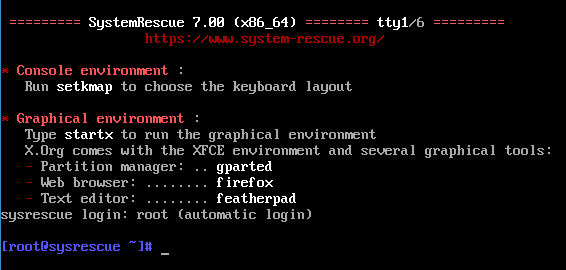 ========= SystemRescue 7.00 (x86_64) ======== tty1/6 =========
https://www.system-rescue.org/
* Console environment :
Run setkmap to choose the keyboard layout
* Graphical environment :
Type startx to run the graphical environment
X.Org comes with the XFCE environment and several graphical tools:
- Partition manager: .. gparted
- Web browser: ........ firefox
- Text editor: ........ featherpad
sysrescue login: root (automatic login)
[root@sysrescue ~]# _